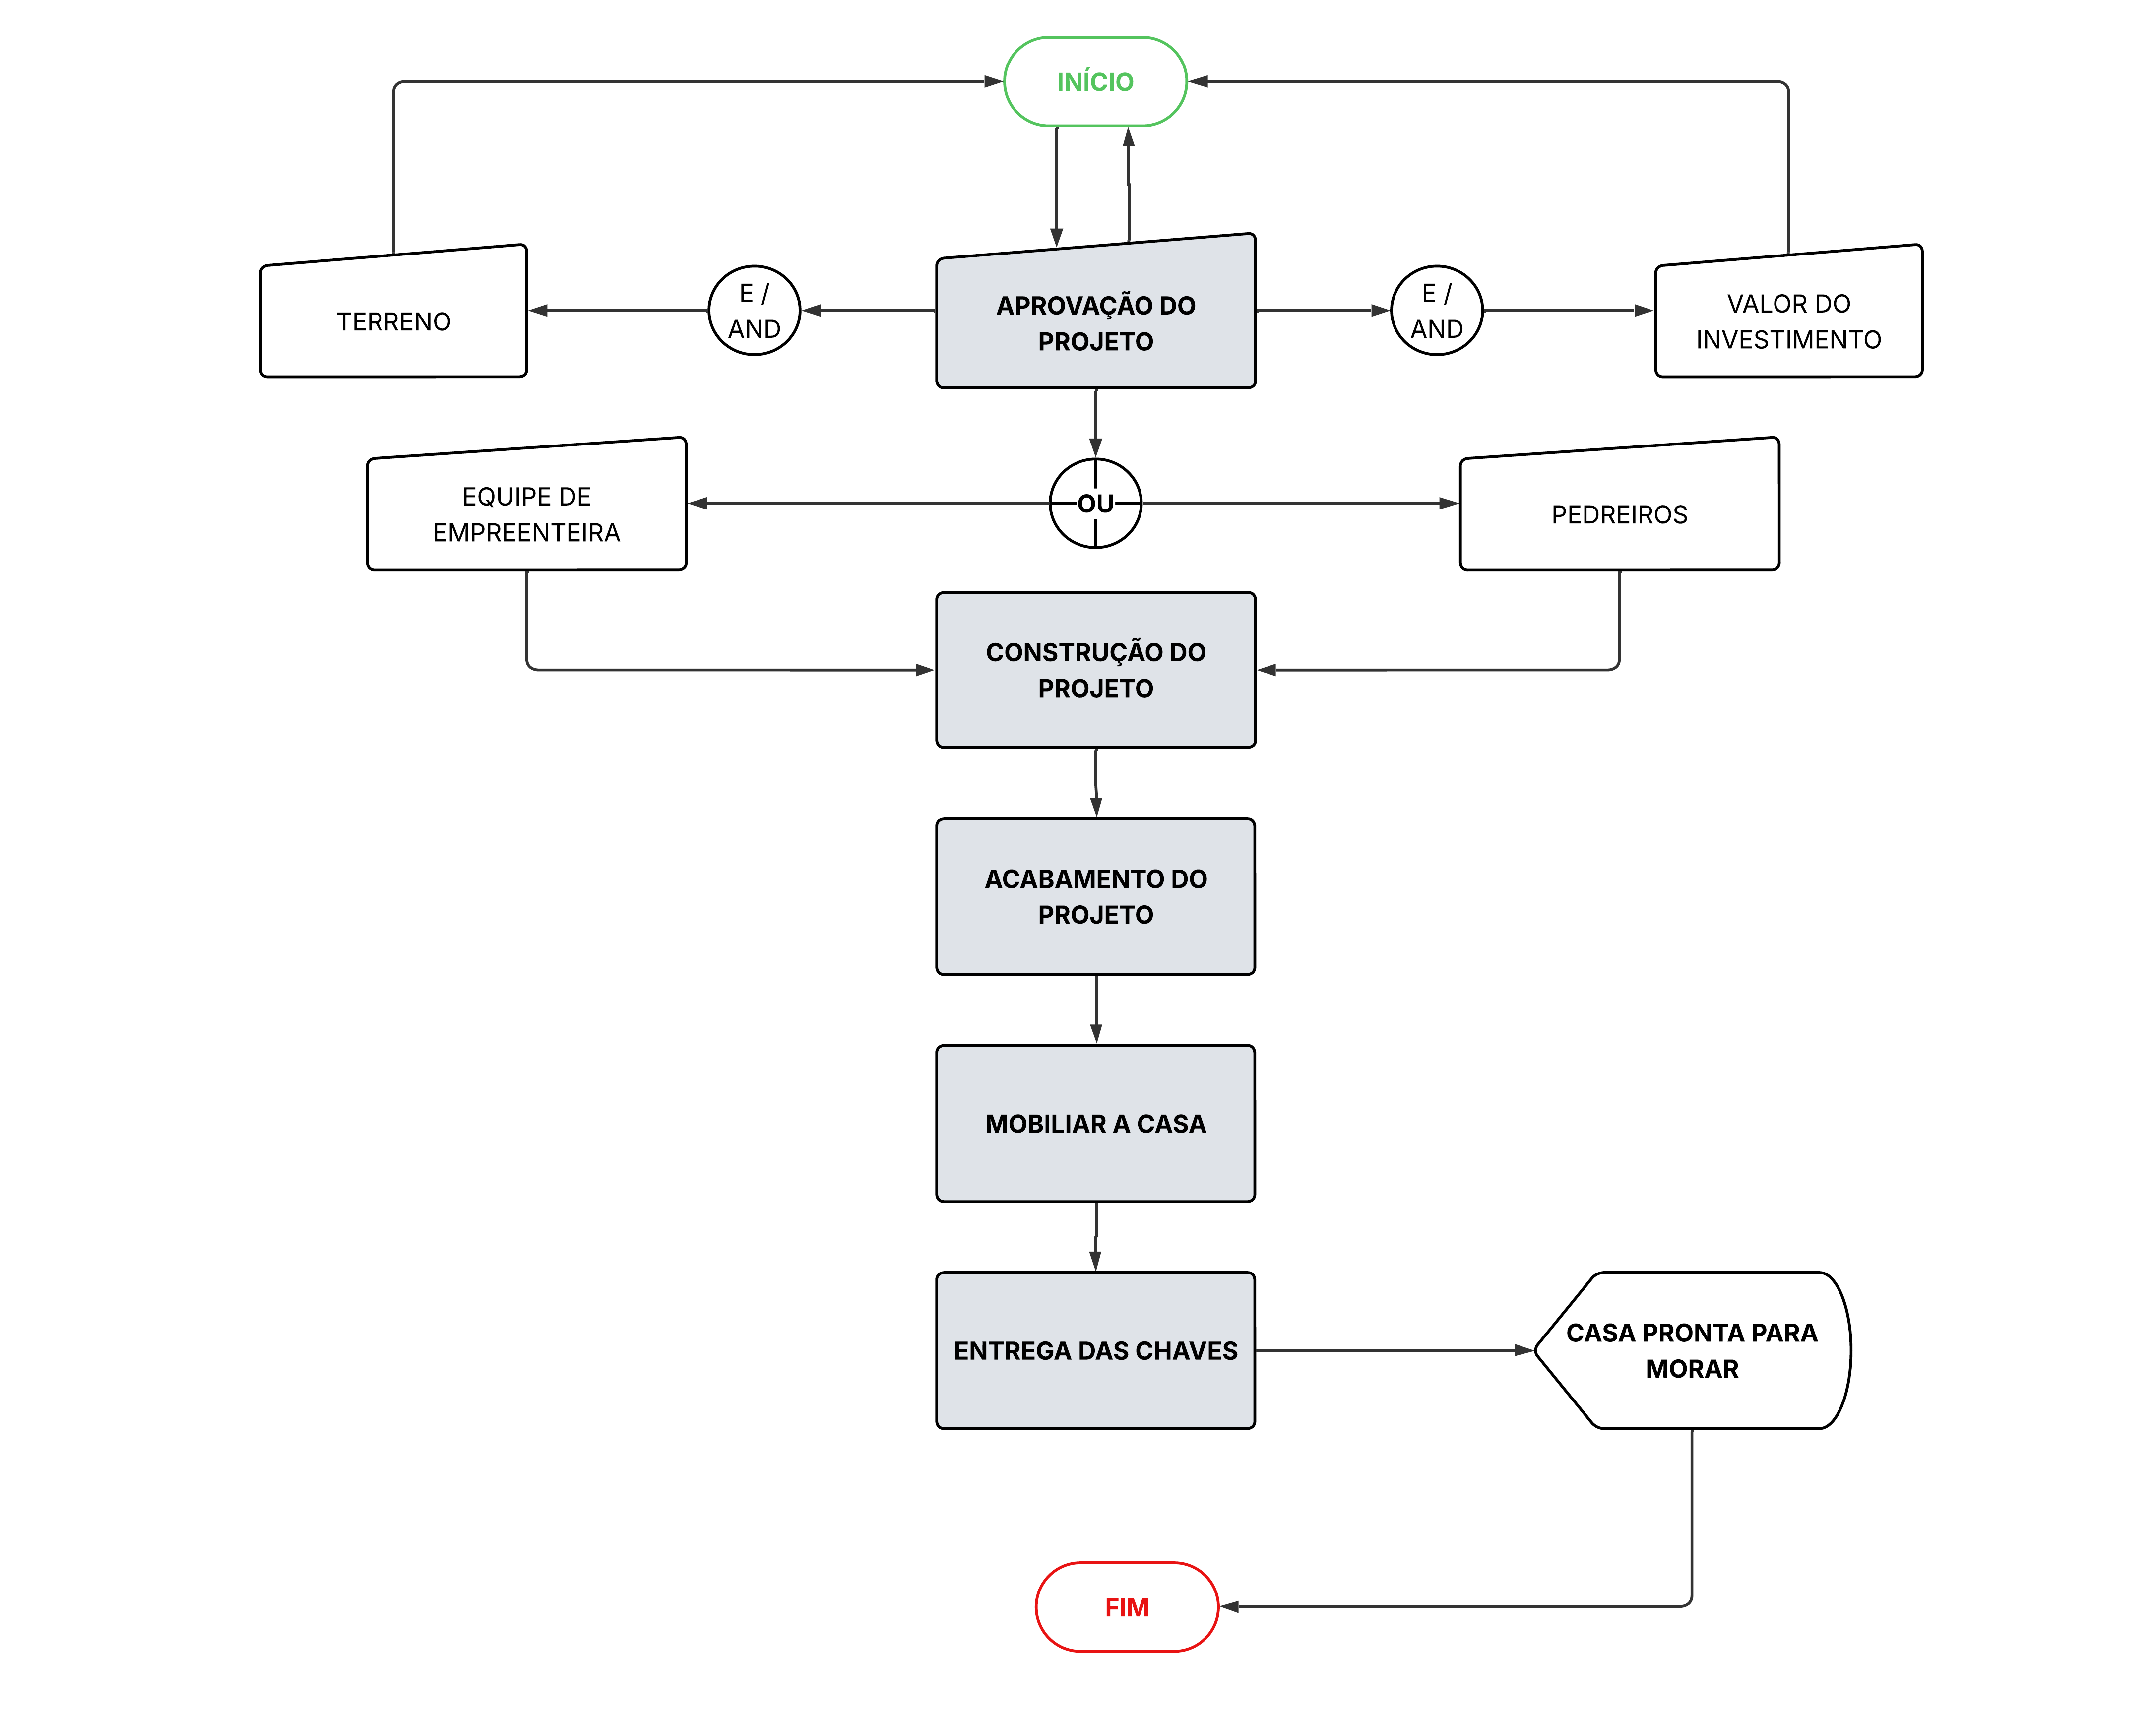 INÍCIO
TERRENO
E /
AND
APROVAÇÃO DO
PROJETO
E /
AND
VALOR DO
INVESTIMENTO
EQUIPE DE
EMPREENTEIRA
OU
PEDREIROS
CONSTRUÇÃO DO
PROJETO
ACABAMENTO DO
PROJETO
MOBILIAR A CASA
ENTREGA DAS CHAVES
CASA PRONTA PARA
MORAR
FIM